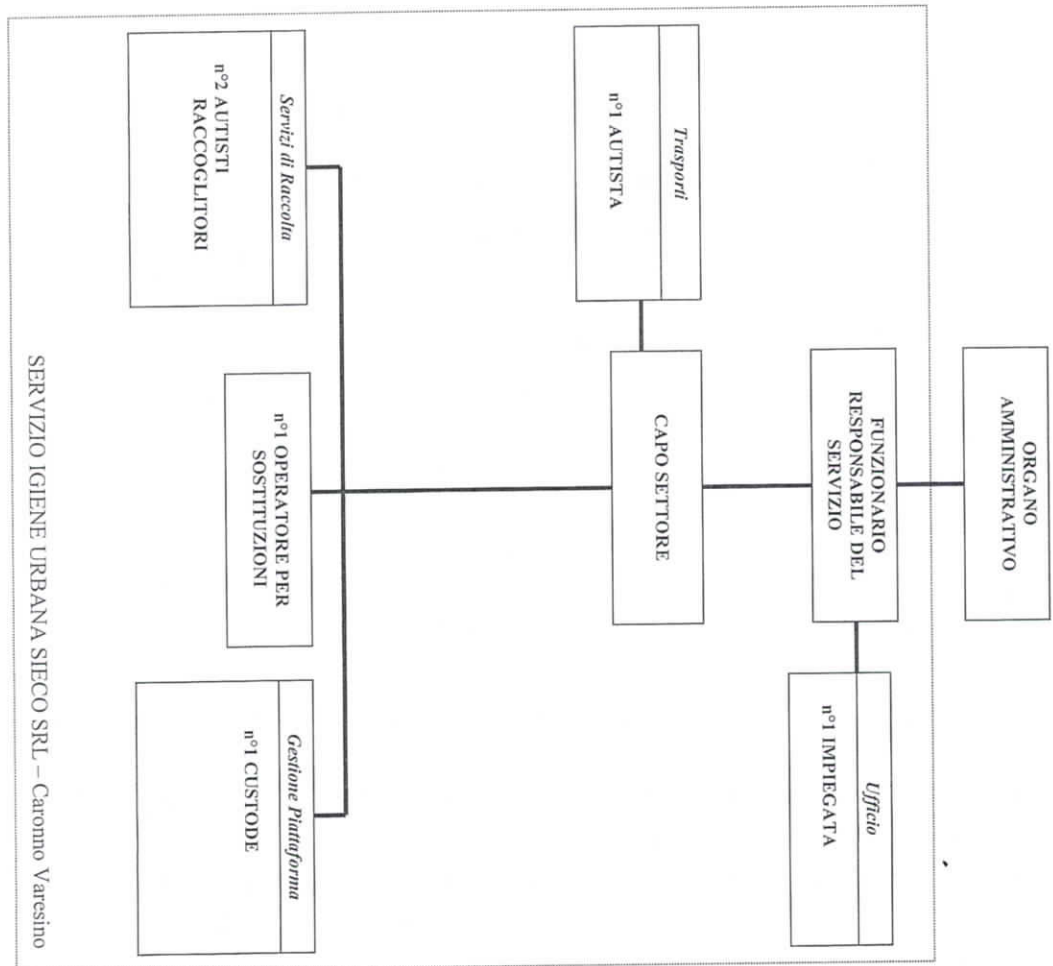 ORGANO
AMMINISTRATIVO
FUNZIONARIO
RESPONSABILE DEL
SERVIZIO
Ufficio
n°1 IMPIEGATA
Trasporti
n°1 AUTISTA
CAPO SETTORE
Servizi di Raccolta
n°2 AUTISTI
RACCOGLITORI
n°1 OPERATORE PER
SOSTITUZIONI
Gestione Piattaforma
n°1 CUSTODE
SERVIZIO IGIENE URBANA SIECO SRL – Caronno Varesino